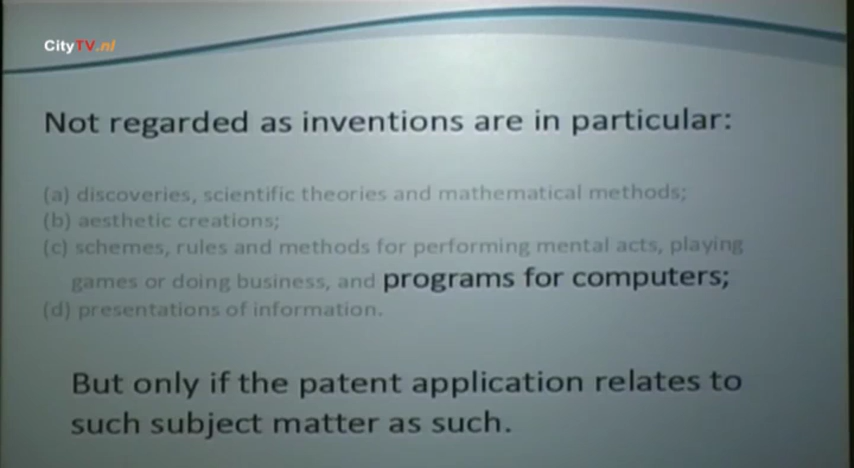 CityTV.nl
Not regarded as inventions are in particular:
(a) discoveries, scientific theories and mathematical methods;
(b) aesthetic creations;
(c) schemes, rules and methods for performing mental acts, playing
games or doing business, and programs for computers;
(d) presentations of information.
But only if the patent application relates to
such subject matter as such.